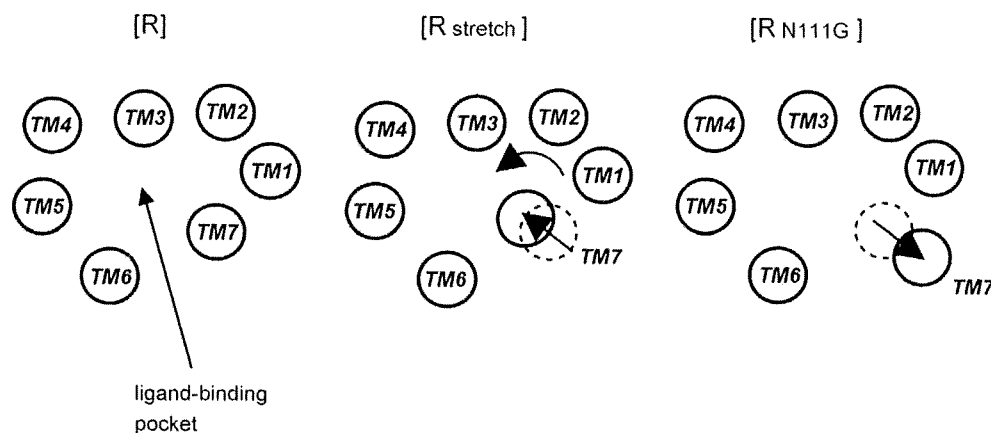 [R]
[R stretch]
[R N111G]
TM4
TM3
TM2
TM1
TM5
TM7
TM6
TM4
TM3
TM2
TM1
TM5
TM7
TM6
TM4
TM3
TM2
TM1
TM5
TM6
TM7
ligand-binding
pocket